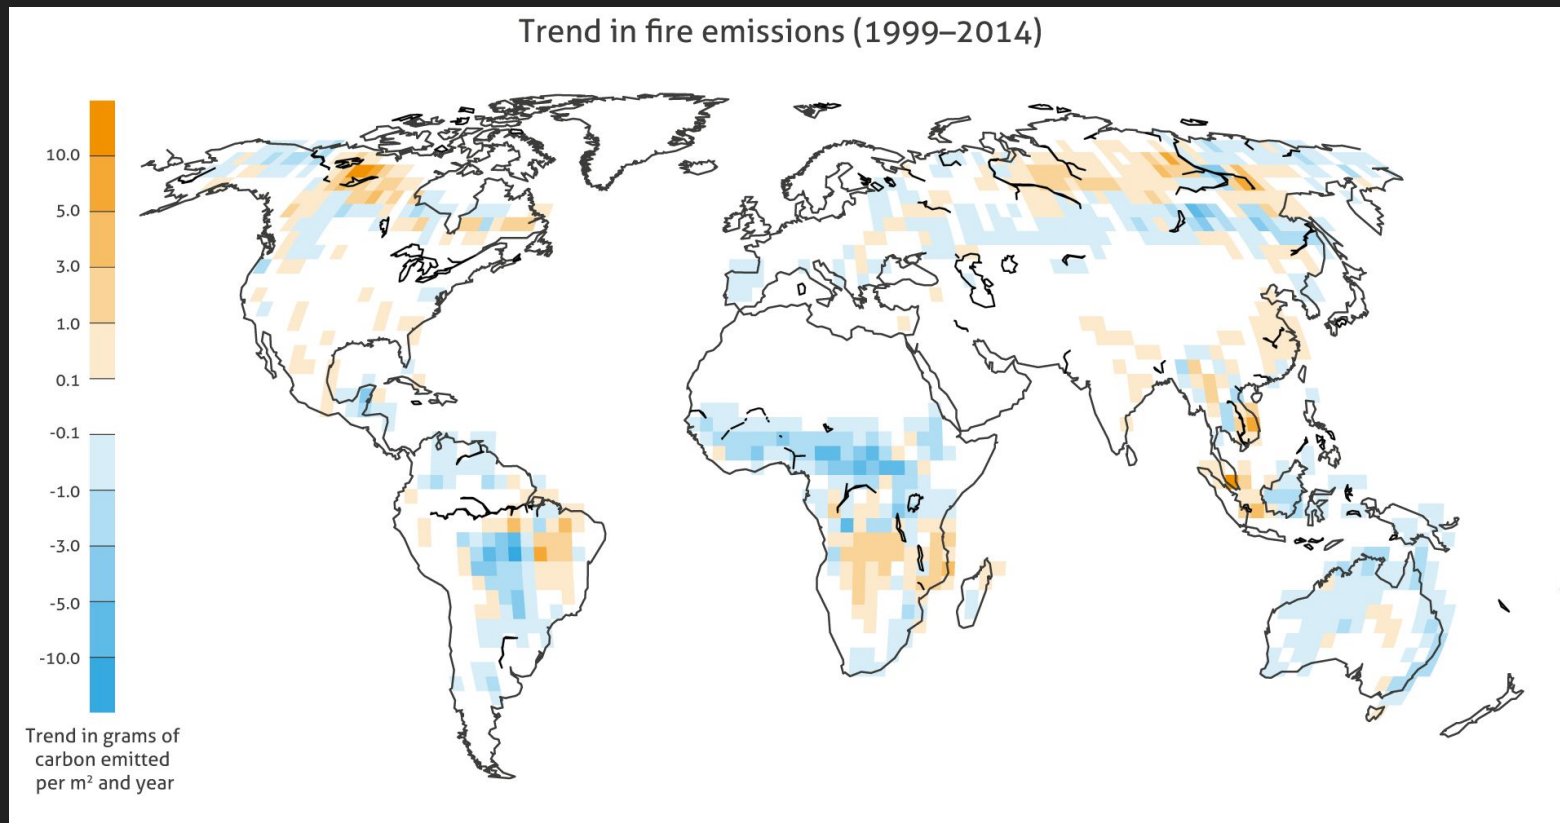 Trend in fire emissions (1999–2014)
10.0
5.0
3.0
1.0
0.1
-0.1
-1.0
-3.0
-5.0
-10.0
Trend in grams of
carbon emitted
per m² and year